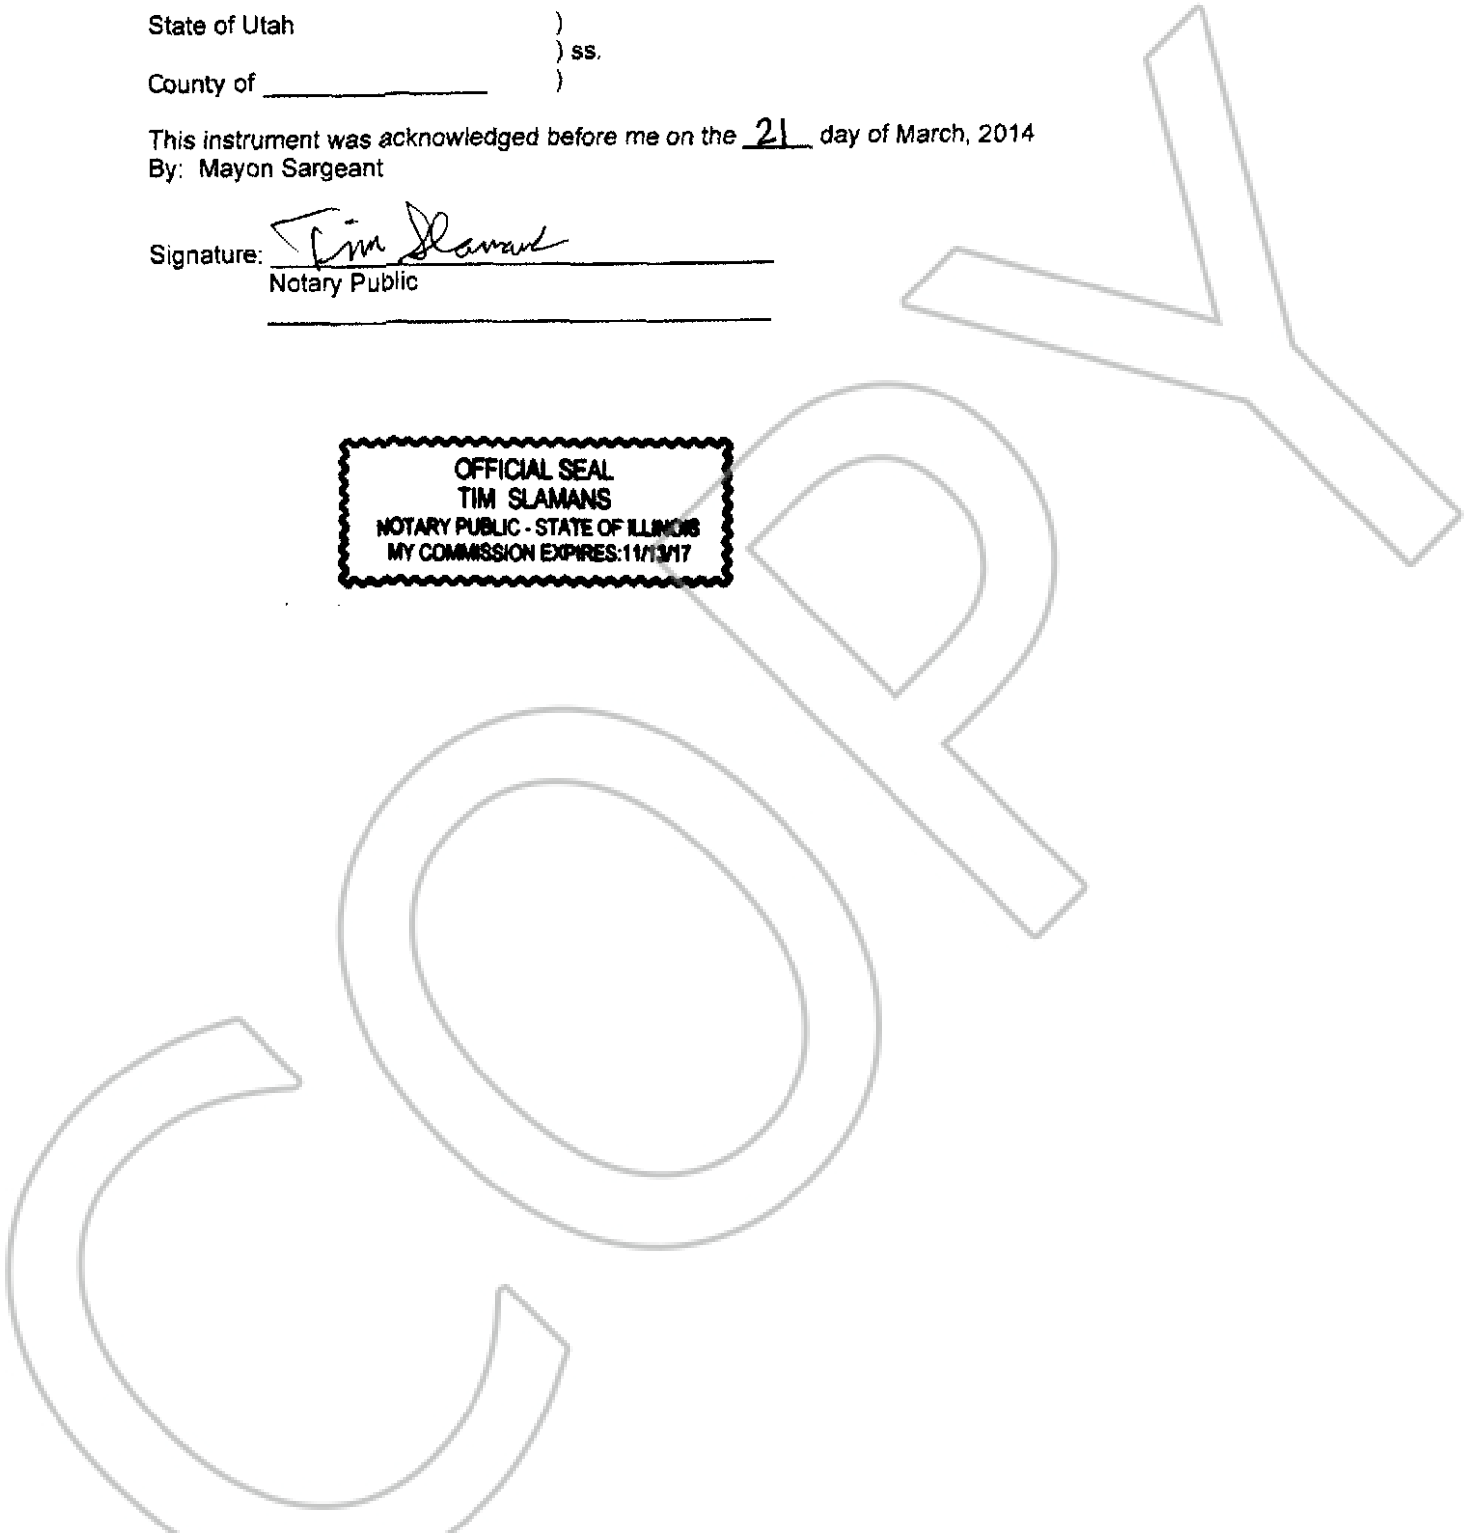 State of Utah )
) ss.
County of ______________ )
This instrument was acknowledged before me on the 21 day of March, 2014
By: Mayon Sargeant
Signature: Tim Slamans
Notary Public
OFFICIAL SEAL
TIM SLAMANS
NOTARY PUBLIC - STATE OF ILLINOIS
MY COMMISSION EXPIRES:11/13/17
COPY